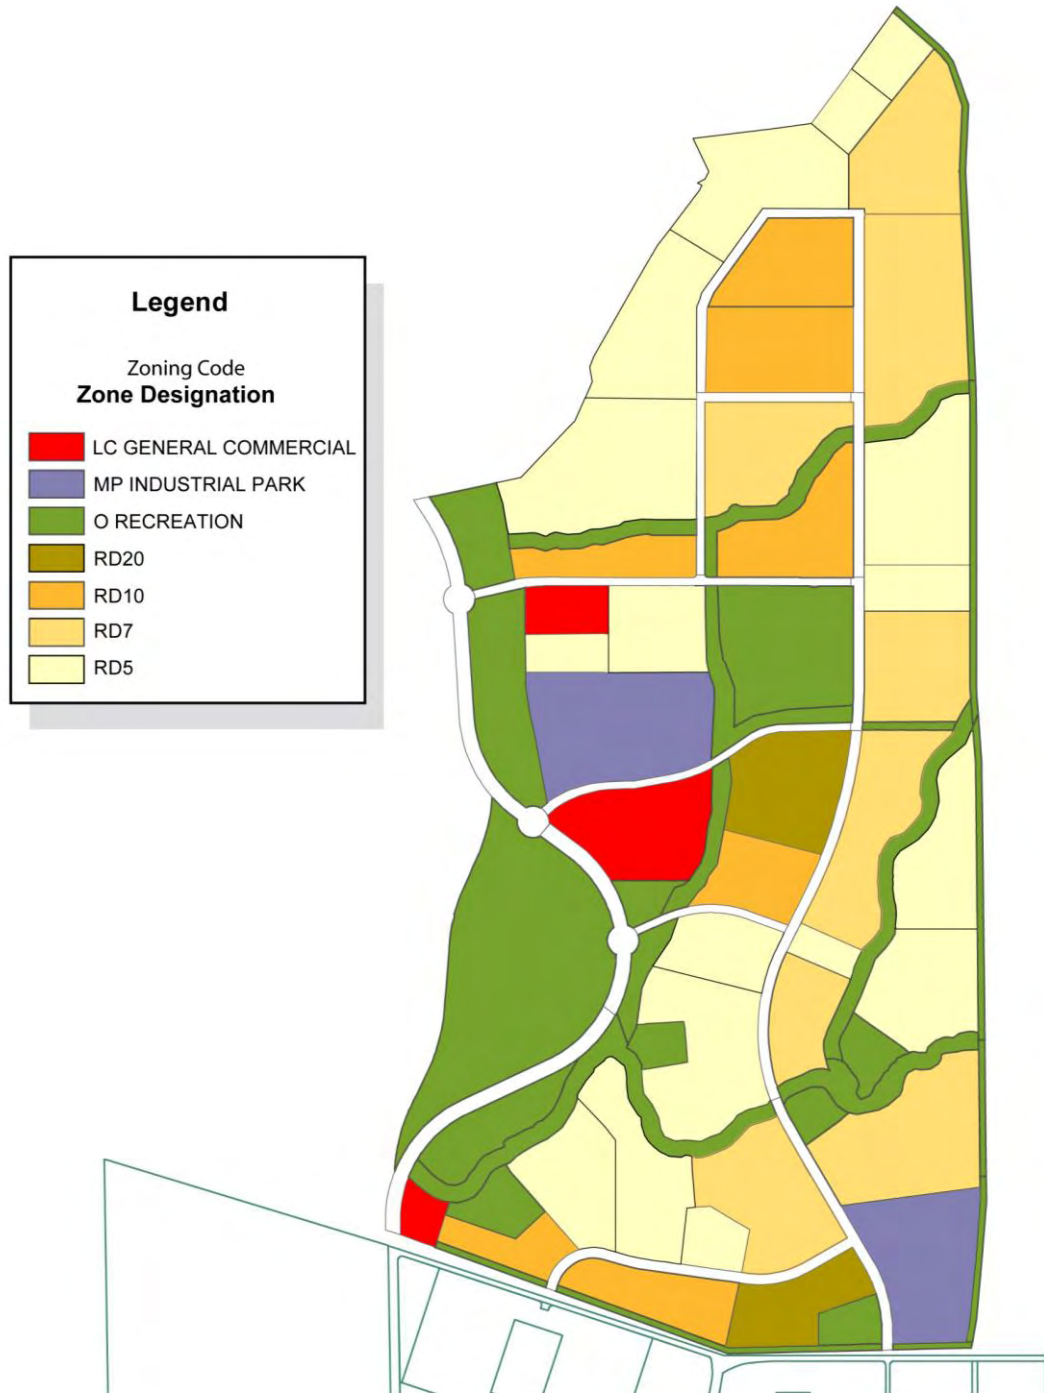 Legend
Zoning Code
Zone Designation
LC GENERAL COMMERCIAL
MP INDUSTRIAL PARK
O RECREATION
RD20
RD10
RD7
RD5